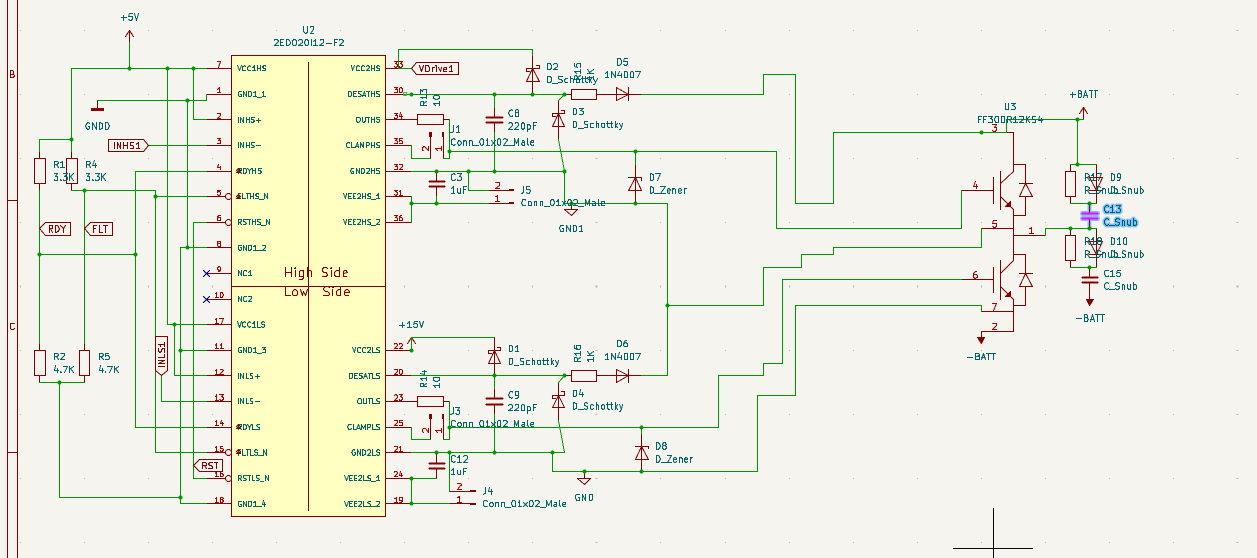 +5V
U2
2ED020I12-F2
B
C
GNDD
INHS1
R1
3.3K
R4
3.3K
RDY
FLT
R2
4.7K
R5
4.7K
INLS1
RST
7 VCC1HS
1 GND1_1
2 INHS+
3 INHS-
4 RDYHS
5 FLTHS_N
6 RSTHS_N
8 GND1_2
9 NC1
10 NC2
17 VCC1LS
11 GND1_3
12 INLS+
13 INLS-
14 RDYLS
15 FLTLS_N
16 RSTLS_N
18 GND1_4
High Side
Low Side
VCC2HS 33
DESATHS 30
OUTHS 34
CLANPHS 35
GND2HS 32
VEE2HS_1 31
VEE2HS_2 36
VCC2LS 22
DESATLS 20
OUTLS 23
CLAMPLS 25
GND2LS 21
VEE2LS_1 24
VEE2LS_2 19
VDrive1
D2
D_Schottky
R15
1K
D5
1N4007
R13
10
C8
220pF
D3
D_Schottky
J1
Conn_01x02_Male
2 1
C3
1uF
2
1
J5
Conn_01x02_Male
GND1
D7
D_Zener
+15V
D1
D_Schottky
R16
1K
D6
1N4007
R14
10
C9
220pF
D4
D_Schottky
J3
Conn_01x02_Male
2 1
C12
1uF
2
1
J4
Conn_01x02_Male
GND
D8
D_Zener
U3
FF300R12KS4
3
4
5
1
6
7
2
-BATT
+BATT
R17
R_Snub
D9
D_Snub
C13
C_Snub
R18
R_Snub
D10
D_Snub
C15
C_Snub
-BATT